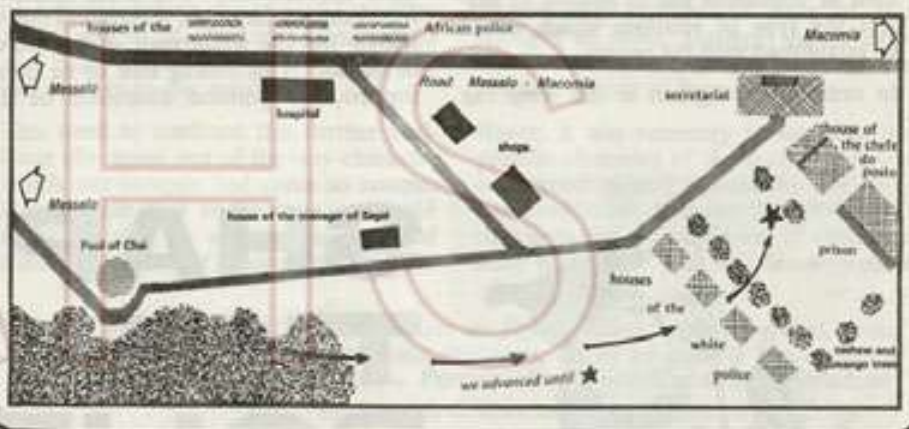 houses of the African police
Macomia
Messalo
Road Messalo - Macomia
hospital
secretariat
shops
house of
the chefe
do
posto
Messalo
house of the manager of Sagal
Pool of Chai
prison
houses
of the
white
police
cashew and
mango trees
we advanced until ★